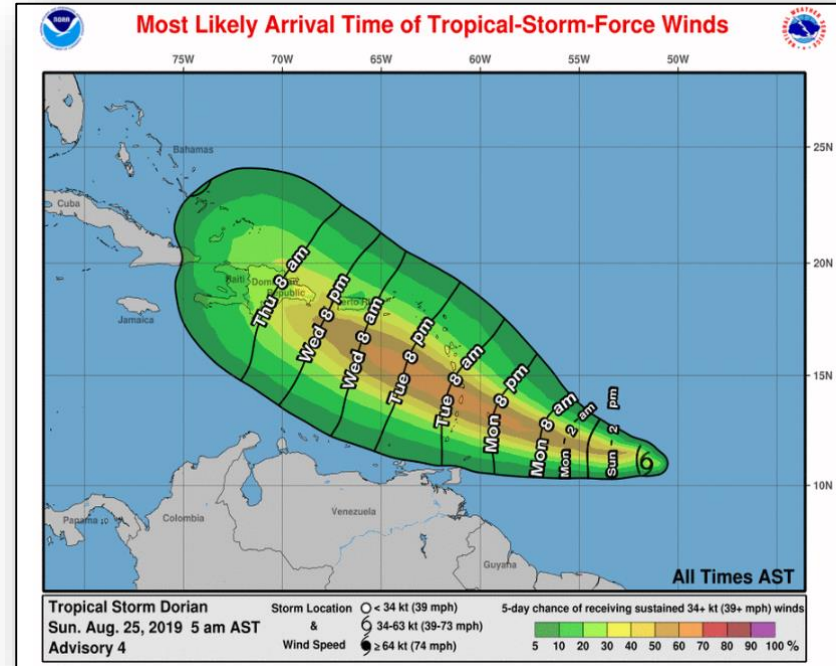 NOAA
Most Likely Arrival Time of Tropical-Storm-Force Winds
75W 70W 65W 60W 55W 50W
Bahamas
25N
Cuba
20N
Haiti
Jamaica
15N
Thu 8 am
Wed 8 pm
Wed 8 am
Tue 8 pm
Tue 8 am
Mon 8 pm
Mon 8 am
Mon 2 am
Sun 2 pm
10N
Panama
Colombia
Venezuela
Guyana
All Times AST
Tropical Storm Dorian
Sun. Aug. 25, 2019 5 am AST
Advisory 4
Storm Location
&
Wind Speed
< 34 kt (39 mph)
34-63 kt (39-73 mph)
≥ 64 kt (74 mph)
5-day chance of receiving sustained 34+ kt (39+ mph) winds
5 10 20 30 40 50 60 70 80 90 100 %